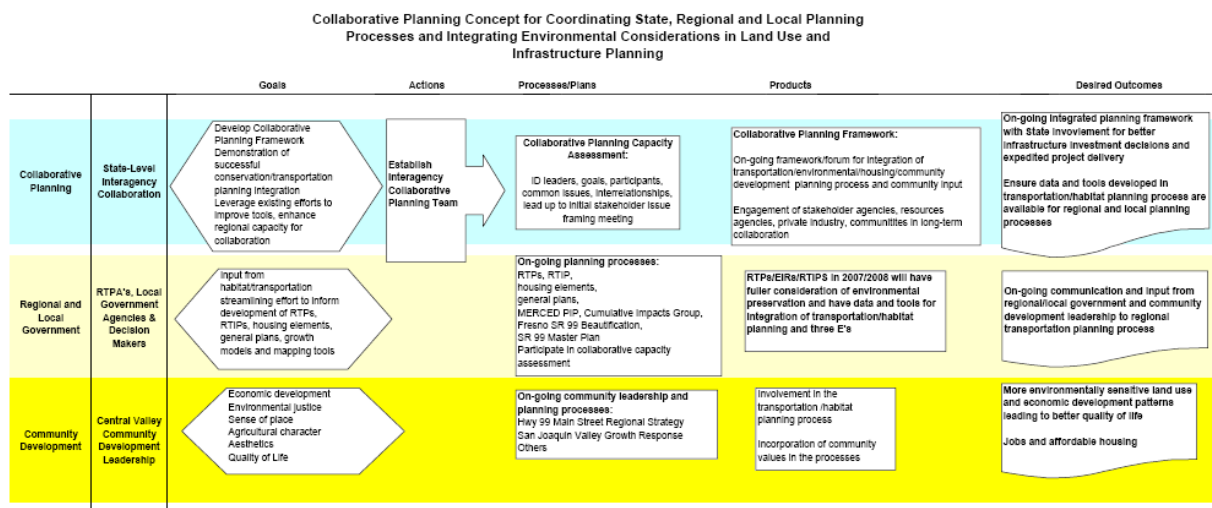 Collaborative Planning Concept for Coordinating State, Regional and Local Planning
Processes and Integrating Environmental Considerations in Land Use and
Infrastructure Planning
Goals
Actions
Processes/Plans
Products
Desired Outcomes
Collaborative
Planning
State-Level
Interagency
Collaboration
Develop Collaborative
Planning Framework
Demonstration of
successful
conservation/transportation
planning integration
Leverage existing efforts to
improve tools, enhance
regional capacity for
collaboration
Establish
Interagency
Collaborative
Planning Team
Collaborative Planning Capacity
Assessment:
ID leaders, goals, participants,
common issues, interrelationships,
lead up to initial stakeholder issue
framing meeting
Collaborative Planning Framework:
On-going framework/forum for integration of
transportation/environmental/housing/community
development planning process and community input
Engagement of stakeholder agencies, resources
agencies, private industry, communitites in long-term
collaboration
On-going integrated planning framework
with State invovlement for better
infrastructure investment decisions and
expedited project delivery
Ensure data and tools developed in
transportation/habitat planning process are
available for regional and local planning
processes
Regional and
Local
Government
RTPA's, Local
Government
Agencies &
Decision
Makers
Input from
habitat/transportation
streamlining effort to inform
development of RTPs,
RTIPs, housing elements,
general plans, growth
models and mapping tools
On-going planning processes:
RTPs, RTIP,
housing elements,
general plans,
MERCED PIP, Cumulative Impacts Group,
Fresno SR 99 Beautification,
SR 99 Master Plan
Participate in collaborative capacity
assessment
RTPs/EIRs/RTIPS in 2007/2008 will have
fuller consideration of environmental
preservation and have data and tools for
integration of transportation/habitat
planning and three E's
On-going communication and input from
regional/local government and community
development leadership to regional
transportation planning process
Community
Development
Central Valley
Community
Development
Leadership
Economic development
Environmental justice
Sense of place
Agricultural character
Aesthetics
Quality of Life
On-going community leadership and
planning processes:
Hwy 99 Main Street Regional Strategy
San Joaquin Valley Growth Response
Others
Involvement in the
transportation /habitat
planning process
Incorporation of community
values in the processes
More environmentally sensitive land use
and economic development patterns
leading to better quality of life
Jobs and affordable housing